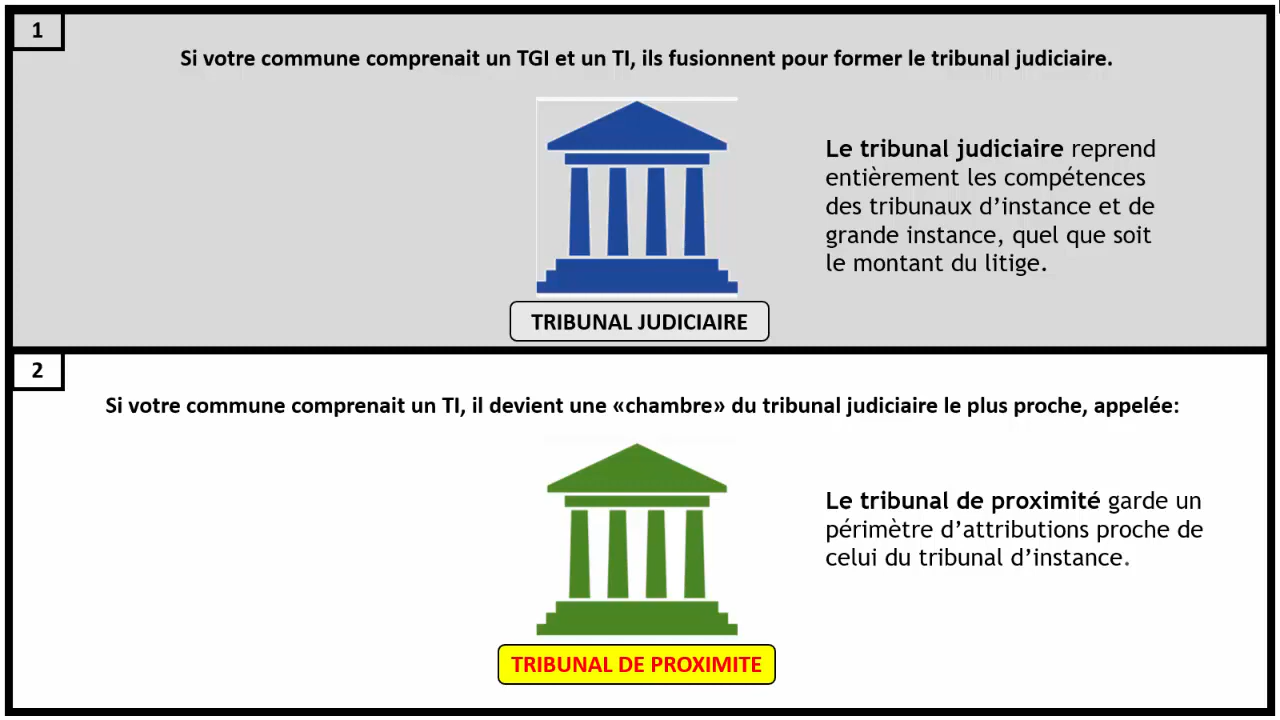 1
Si votre commune comprenait un TGI et un TI, ils fusionnent pour former le tribunal judiciaire.
Le tribunal judiciaire reprend
entièrement les compétences
des tribunaux d’instance et de
grande instance, quel que soit
le montant du litige.
TRIBUNAL JUDICIAIRE
2
Si votre commune comprenait un TI, il devient une «chambre» du tribunal judiciaire le plus proche, appelée:
Le tribunal de proximité garde un
périmètre d’attributions proche de
celui du tribunal d’instance.
TRIBUNAL DE PROXIMITE